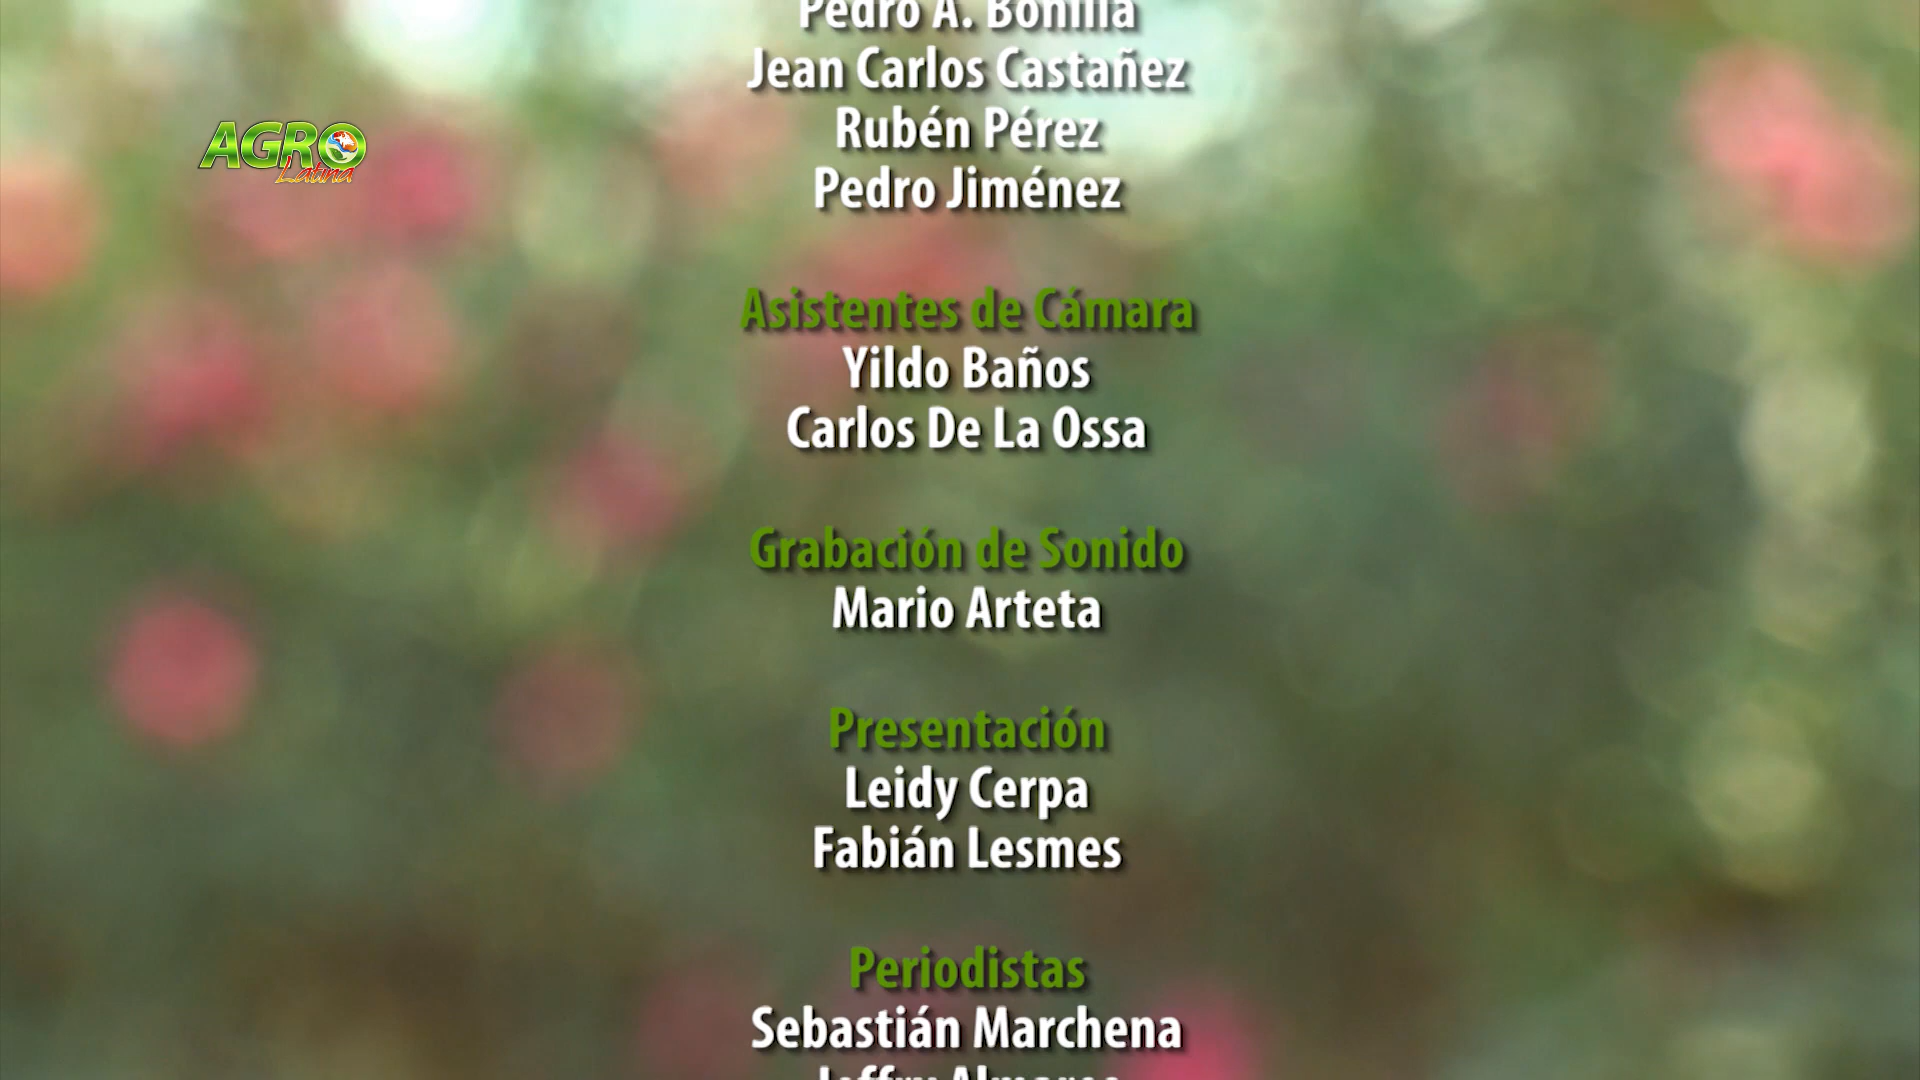 Pedro A. Bonilla
Jean Carlos Castañez
AGRO
Latina
Rubén Pérez
Pedro Jiménez
Asistentes de Cámara
Yildo Baños
Carlos De La Ossa
Grabación de Sonido
Mario Arteta
Presentación
Leidy Cerpa
Fabián Lesmes
Periodistas
Sebastián Marchena